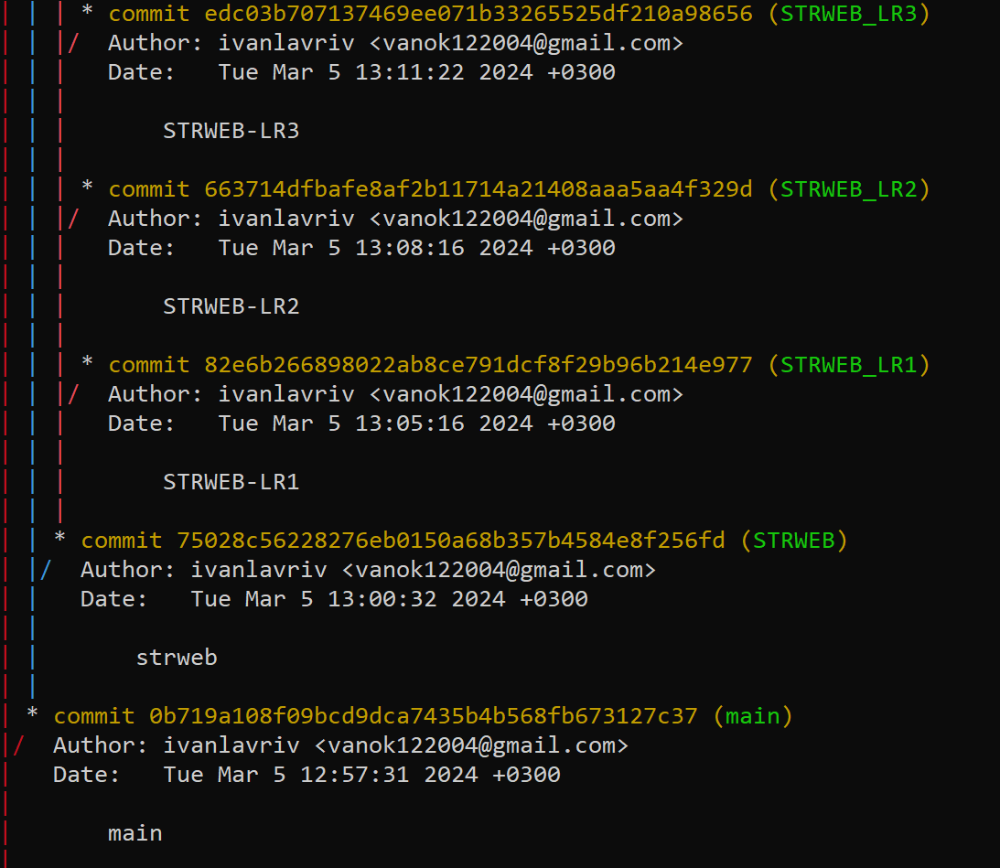 | | | * commit edc03b707137469ee071b33265525df210a98656 (STRWEB_LR3)
| | |/  Author: ivanlavriv <vanok122004@gmail.com>
| | |   Date:   Tue Mar 5 13:11:22 2024 +0300
| | |
| | |       STRWEB-LR3
| | |
| | | * commit 663714dfbafe8af2b11714a21408aaa5aa4f329d (STRWEB_LR2)
| | |/  Author: ivanlavriv <vanok122004@gmail.com>
| | |   Date:   Tue Mar 5 13:08:16 2024 +0300
| | |
| | |       STRWEB-LR2
| | |
| | | * commit 82e6b266898022ab8ce791dcf8f29b96b214e977 (STRWEB_LR1)
| | |/  Author: ivanlavriv <vanok122004@gmail.com>
| | |   Date:   Tue Mar 5 13:05:16 2024 +0300
| | |
| | |       STRWEB-LR1
| | |
| | * commit 75028c56228276eb0150a68b357b4584e8f256fd (STRWEB)
| |/  Author: ivanlavriv <vanok122004@gmail.com>
| |   Date:   Tue Mar 5 13:00:32 2024 +0300
| |
| |       strweb
| |
| * commit 0b719a108f09bcd9dca7435b4b568fb673127c37 (main)
|/  Author: ivanlavriv <vanok122004@gmail.com>
|   Date:   Tue Mar 5 12:57:31 2024 +0300
|
|       main
|